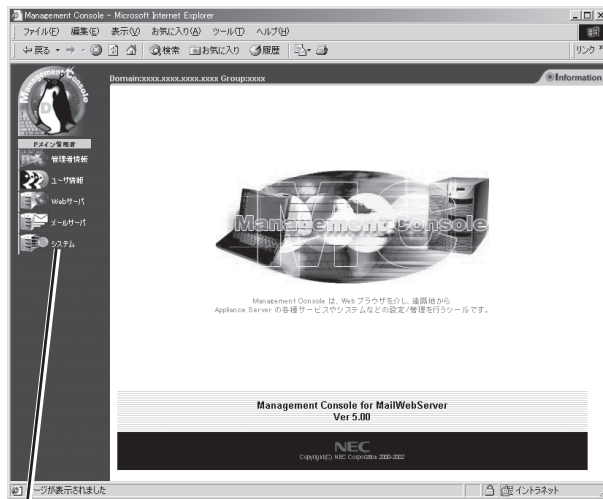 Management Console - Microsoft Internet Explorer
ファイル(F) 編集(E) 表示(V) お気に入り(A) ツール(T) ヘルプ(H)
戻る 検索 お気に入り 履歴 リンク
Management Console
Domain:xxxx.xxxx.xxxx.xxxx Group:xxxx
Information
ドメイン管理者
管理者情報
ユーザ情報
Webサーバ
メールサーバ
システム
MC
Management Console
Management Console は、Web ブラウザを介し、遠隔地から
Appliance Server の各種サービスやシステムなどの設定/管理を行うツールです。
Management Console for MailWebServer
Ver 5.00
NEC
Copyright(C) NEC Corporation 2000-2002
ページが表示されました
イントラネット